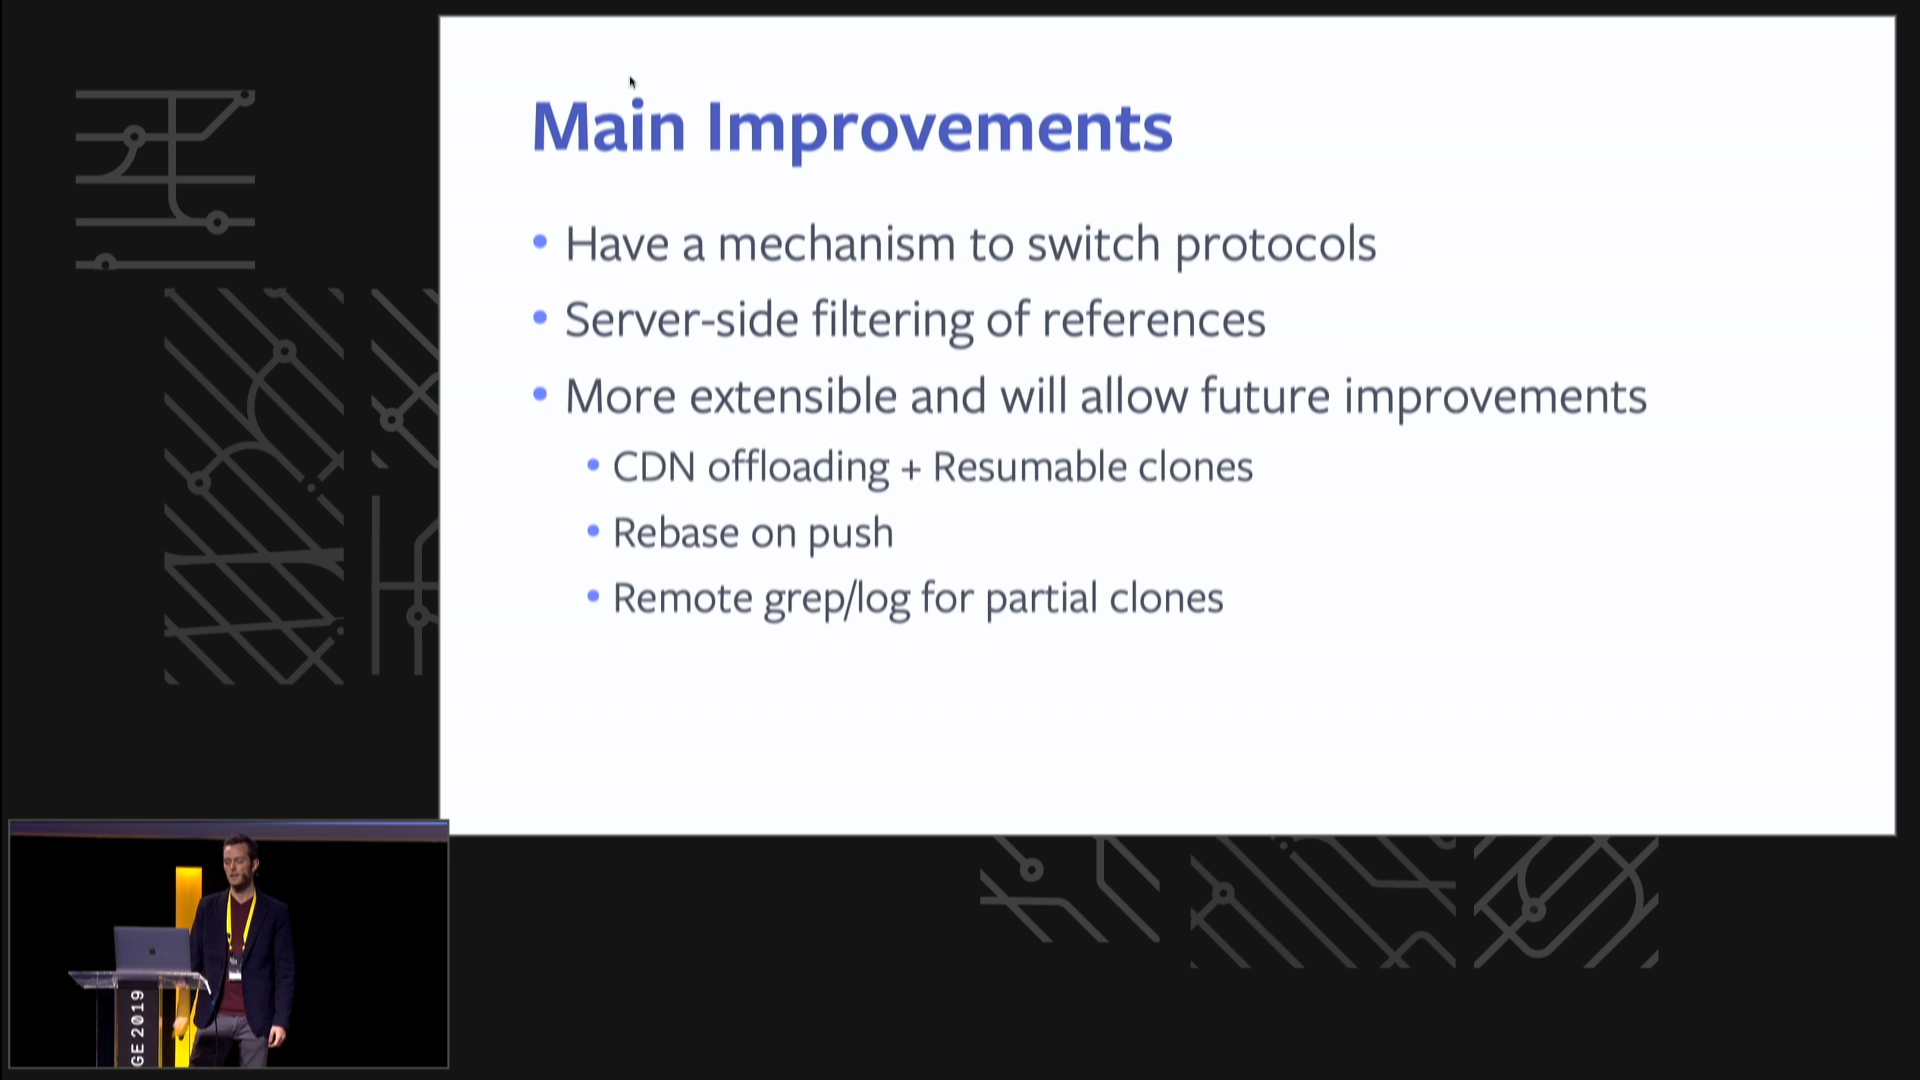 Main Improvements
• Have a mechanism to switch protocols
• Server-side filtering of references
• More extensible and will allow future improvements
• CDN offloading + Resumable clones
• Rebase on push
• Remote grep/log for partial clones
GE 2019